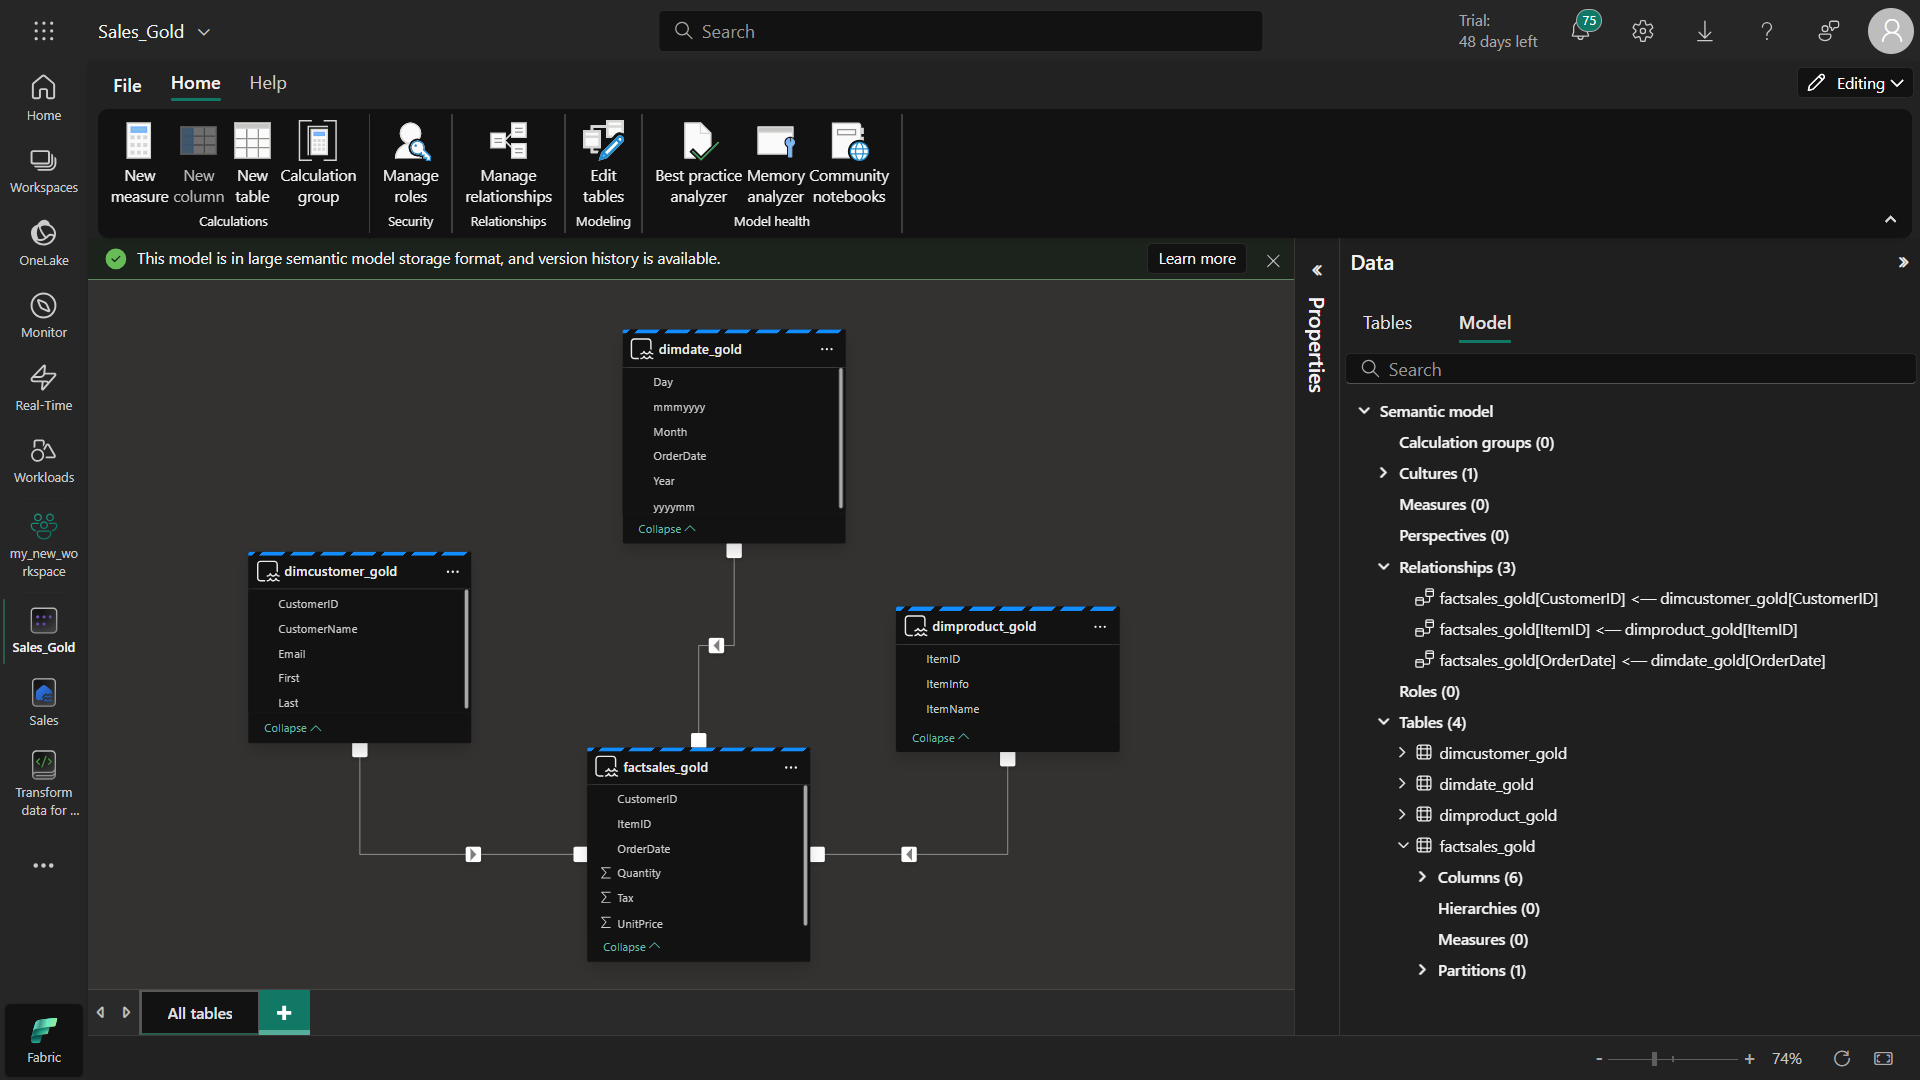 Sales_Gold
Search
Trial:
48 days left
75
File
Home
Help
Editing
Home
Workspaces
OneLake
Monitor
Real-Time
Workloads
my_new_wo
rkspace
Sales_Gold
Sales
Transform
data for ...
Fabric
New
measure
New
column
New
table
Calculation
group
Calculations
Manage
roles
Security
Manage
relationships
Relationships
Edit
tables
Modeling
Best practice
analyzer
Memory
analyzer
Community
notebooks
Model health
This model is in large semantic model storage format, and version history is available.
Learn more
dimdate_gold
Day
mmmyyyy
Month
OrderDate
Year
yyyymm
Collapse
dimcustomer_gold
CustomerID
CustomerName
Email
First
Last
Collapse
dimproduct_gold
ItemID
ItemInfo
ItemName
Collapse
factsales_gold
CustomerID
ItemID
OrderDate
Quantity
Tax
UnitPrice
Collapse
All tables
Properties
Data
Tables
Model
Search
Semantic model
Calculation groups (0)
Cultures (1)
Measures (0)
Perspectives (0)
Relationships (3)
factsales_gold[CustomerID] <— dimcustomer_gold[CustomerID]
factsales_gold[ItemID] <— dimproduct_gold[ItemID]
factsales_gold[OrderDate] <— dimdate_gold[OrderDate]
Roles (0)
Tables (4)
dimcustomer_gold
dimdate_gold
dimproduct_gold
factsales_gold
Columns (6)
Hierarchies (0)
Measures (0)
Partitions (1)
- + 74%